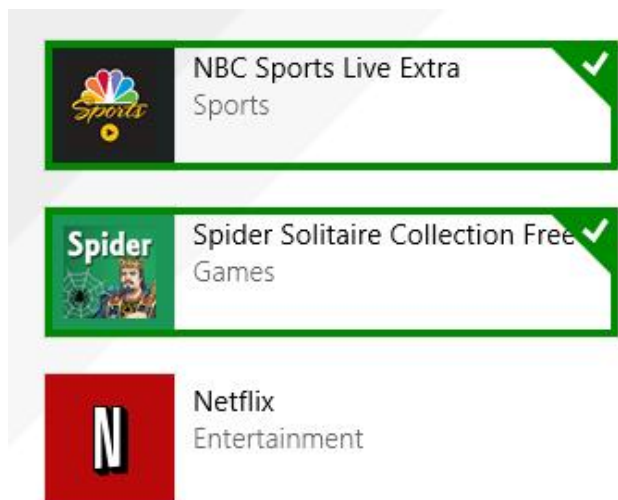 Sports
NBC Sports Live Extra
Sports
Spider
Spider Solitaire Collection Free
Games
N
Netflix
Entertainment